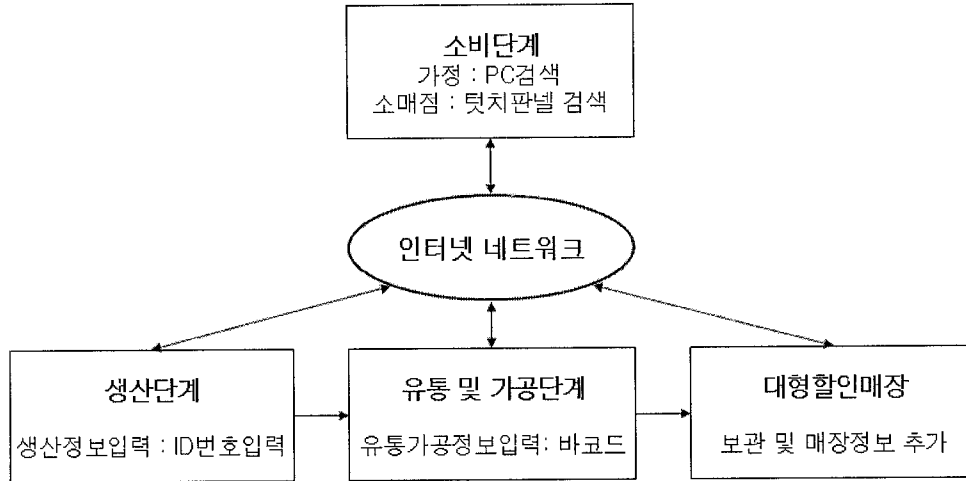 소비단계
가정 : PC검색
소매점 : 텃치판넬 검색
인터넷 네트워크
생산단계
생산정보입력 : ID번호입력
유통 및 가공단계
유통가공정보입력: 바코드
대형할인매장
보관 및 매장정보 추가